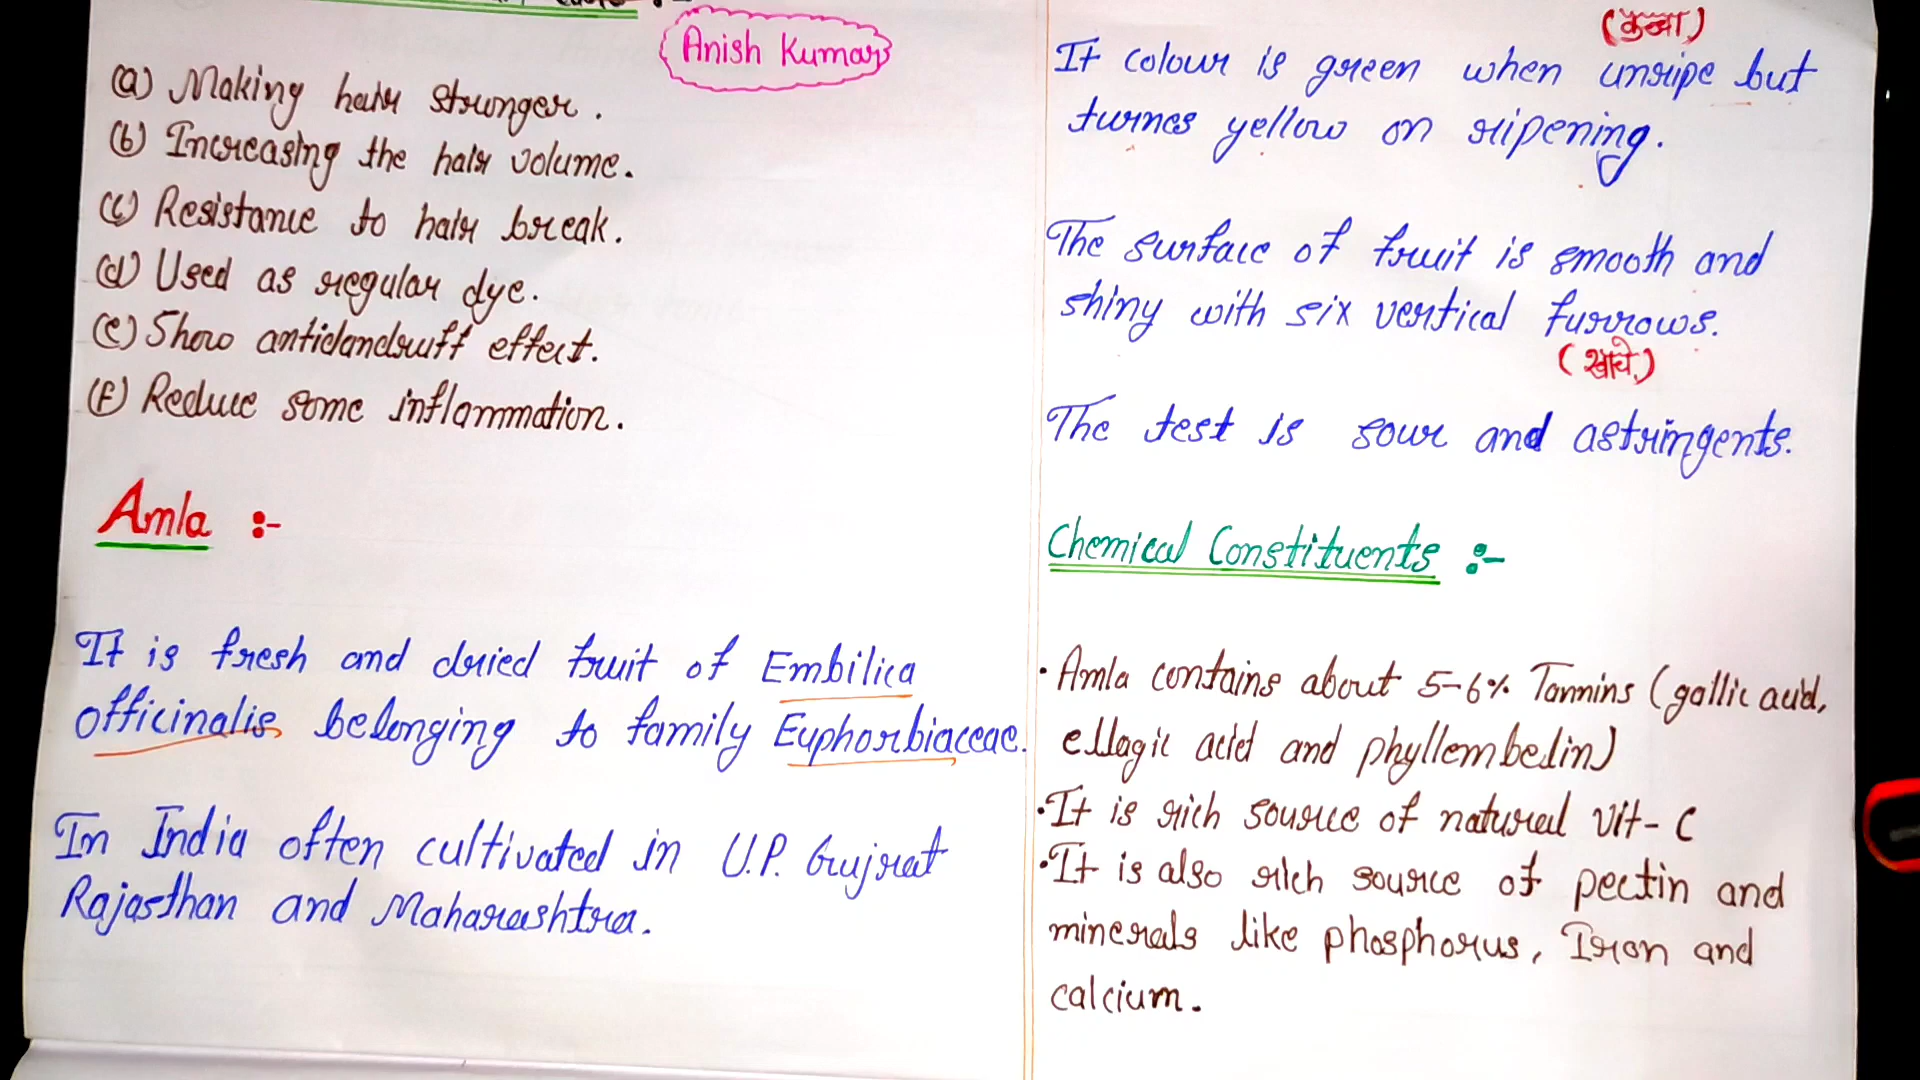 Anish Kumar
(a) Making hair stronger.
(b) Increasing the hair volume.
(c) Resistance to hair break.
(d) Used as regular dye.
(e) Show antidandruff effect.
(f) Reduce some inflammation.
Amla :-
It is fresh and dried fruit of Embilica
officinalis belonging to family Euphorbiaceae.
In India often cultivated in U.P. Gujrat
Rajasthan and Maharashtra.
(कच्चा)
It colour is green when unripe but
turnes yellow on ripening.
The surface of fruit is smooth and
shiny with six vertical furrows.
(खांचे)
The test is sour and astringents.
Chemical Constituents :-
• Amla contains about 5-6% Tannins (gallic acid,
ellagic acid and phyllembelin)
• It is rich source of natural vit-C
• It is also rich source of pectin and
minerals like phosphorus, Iron and
calcium.